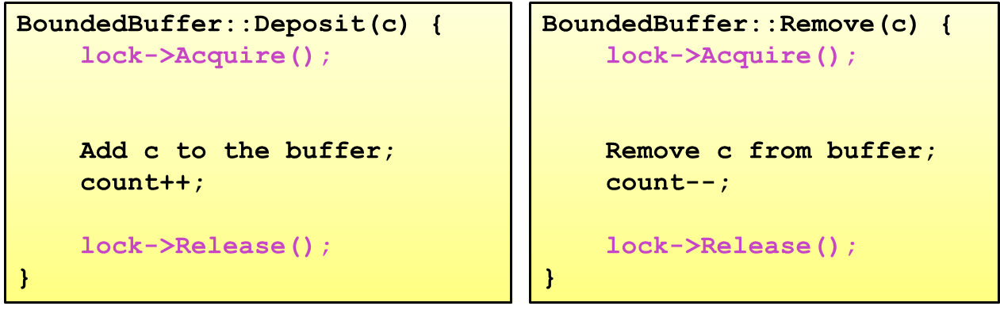 BoundedBuffer::Deposit(c) {
    lock->Acquire();
    Add c to the buffer;
    count++;
    lock->Release();
}
BoundedBuffer::Remove(c) {
    lock->Acquire();
    Remove c from buffer;
    count--;
    lock->Release();
}